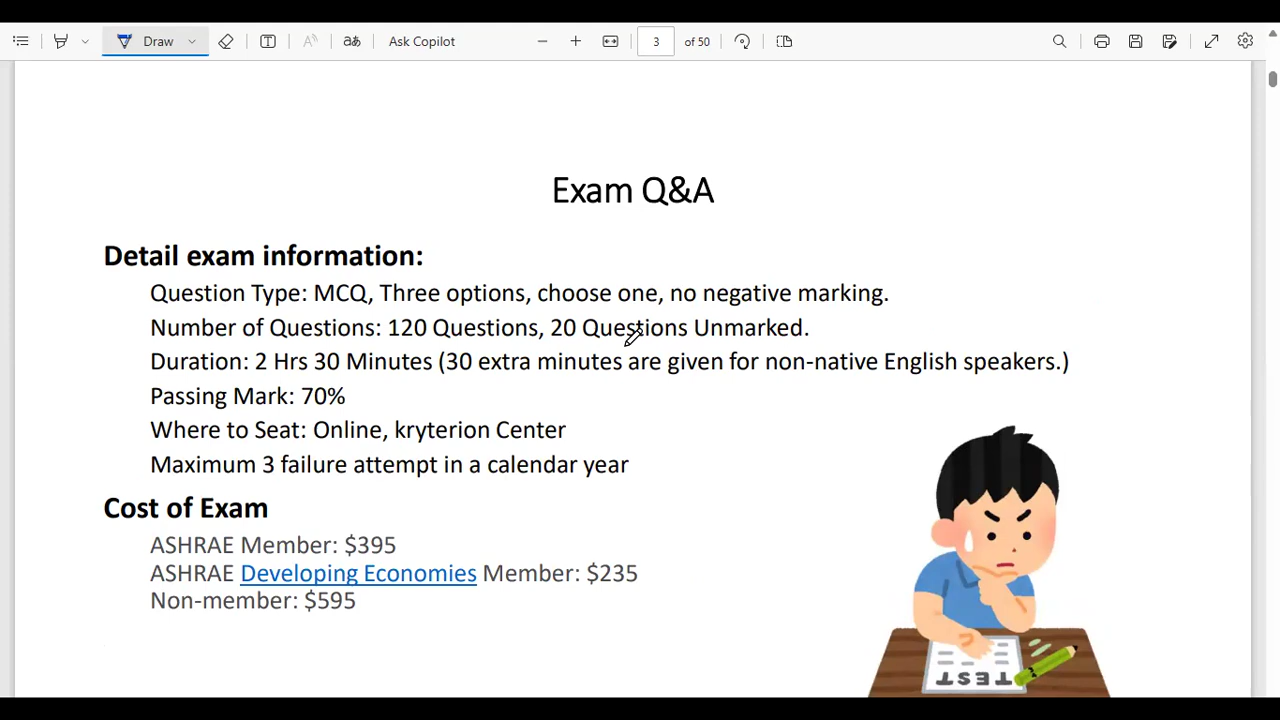 Draw
Ask Copilot
3
of 50
Exam Q&A
Detail exam information:
Question Type: MCQ, Three options, choose one, no negative marking.
Number of Questions: 120 Questions, 20 Questions Unmarked.
Duration: 2 Hrs 30 Minutes (30 extra minutes are given for non-native English speakers.)
Passing Mark: 70%
Where to Seat: Online, kryterion Center
Maximum 3 failure attempt in a calendar year
Cost of Exam
ASHRAE Member: $395
ASHRAE Developing Economies Member: $235
Non-member: $595
TEST